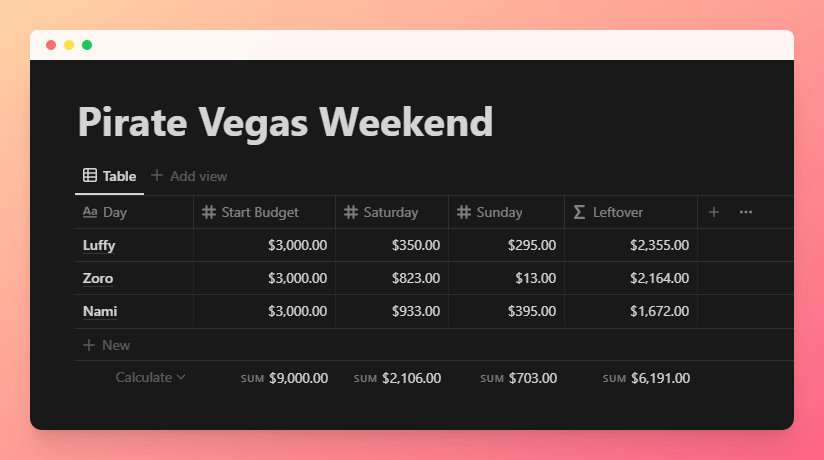 Pirate Vegas Weekend
Table + Add view
Aa Day # Start Budget # Saturday # Sunday Σ Leftover + ···
Luffy $3,000.00 $350.00 $295.00 $2,355.00
Zoro $3,000.00 $823.00 $13.00 $2,164.00
Nami $3,000.00 $933.00 $395.00 $1,672.00
+ New
Calculate SUM $9,000.00 SUM $2,106.00 SUM $703.00 SUM $6,191.00